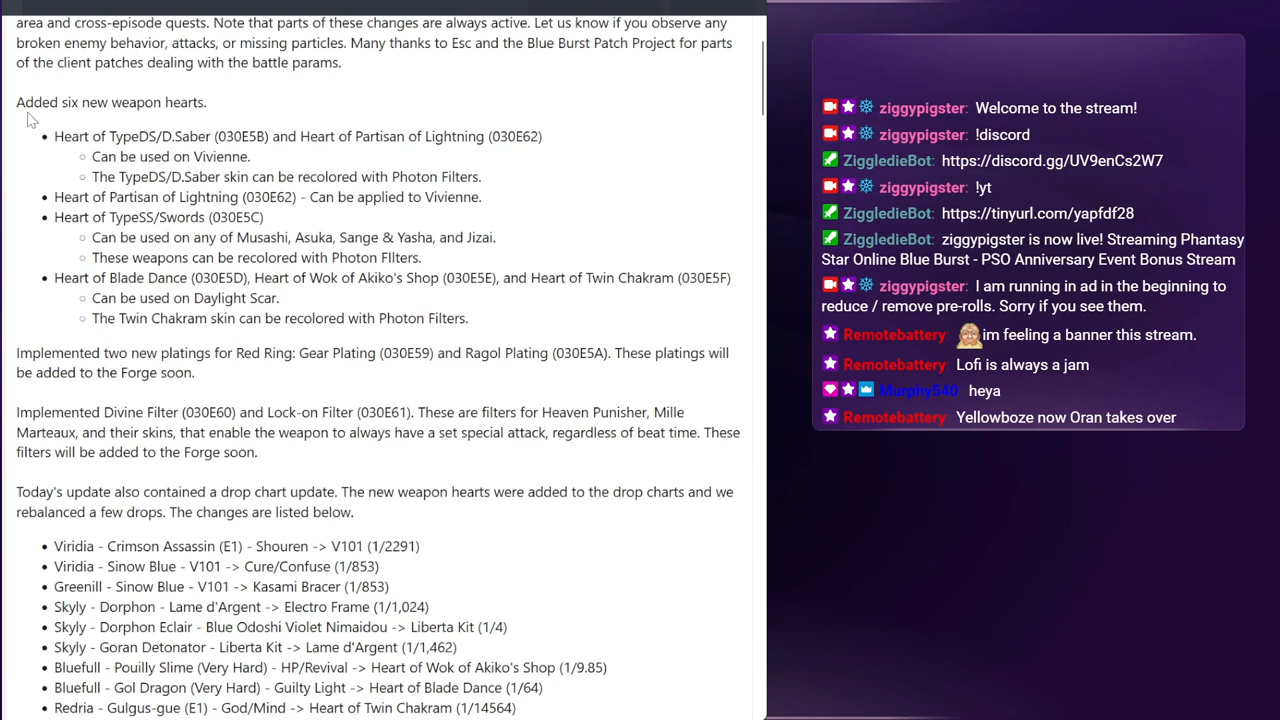 area and cross-episode quests. Note that parts of these changes are always active. Let us know if you observe any
broken enemy behavior, attacks, or missing particles. Many thanks to Esc and the Blue Burst Patch Project for parts
of the client patches dealing with the battle params.
Added six new weapon hearts.
Heart of TypeDS/D.Saber (030E5B) and Heart of Partisan of Lightning (030E62)
Can be used on Vivienne.
The TypeDS/D.Saber skin can be recolored with Photon Filters.
Heart of Partisan of Lightning (030E62) - Can be applied to Vivienne.
Heart of TypeSS/Swords (030E5C)
Can be used on any of Musashi, Asuka, Sange & Yasha, and Jizai.
These weapons can be recolored with Photon FIlters.
Heart of Blade Dance (030E5D), Heart of Wok of Akiko's Shop (030E5E), and Heart of Twin Chakram (030E5F)
Can be used on Daylight Scar.
The Twin Chakram skin can be recolored with Photon Filters.
Implemented two new platings for Red Ring: Gear Plating (030E59) and Ragol Plating (030E5A). These platings will
be added to the Forge soon.
Implemented Divine Filter (030E60) and Lock-on Filter (030E61). These are filters for Heaven Punisher, Mille
Marteaux, and their skins, that enable the weapon to always have a set special attack, regardless of beat time. These
filters will be added to the Forge soon.
Today's update also contained a drop chart update. The new weapon hearts were added to the drop charts and we
rebalanced a few drops. The changes are listed below.
Viridia - Crimson Assassin (E1) - Shouren -> V101 (1/2291)
Viridia - Sinow Blue - V101 -> Cure/Confuse (1/853)
Greenill - Sinow Blue - V101 -> Kasami Bracer (1/853)
Skyly - Dorphon - Lame d'Argent -> Electro Frame (1/1,024)
Skyly - Dorphon Eclair - Blue Odoshi Violet Nimaidou -> Liberta Kit (1/4)
Skyly - Goran Detonator - Liberta Kit -> Lame d'Argent (1/1,462)
Bluefull - Pouilly Slime (Very Hard) - HP/Revival -> Heart of Wok of Akiko's Shop (1/9.85)
Bluefull - Gol Dragon (Very Hard) - Guilty Light -> Heart of Blade Dance (1/64)
Redria - Gulgus-gue (E1) - God/Mind -> Heart of Twin Chakram (1/14564)
ziggypigster: Welcome to the stream!
ziggypigster: !discord
ZiggledieBot: https://discord.gg/UV9enCs2W7
ziggypigster: !yt
ZiggledieBot: https://tinyurl.com/yapfdf28
ZiggledieBot: ziggypigster is now live! Streaming Phantasy
Star Online Blue Burst - PSO Anniversary Event Bonus Stream
ziggypigster: I am running in ad in the beginning to
reduce / remove pre-rolls. Sorry if you see them.
Remotebattery: im feeling a banner this stream.
Remotebattery: Lofi is always a jam
Murphy540 heya
Remotebattery: Yellowboze now Oran takes over